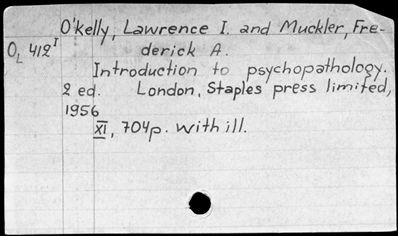 O'kelly, Lawrence I. and Muckler, Fre-
OL 412 I derick A.
Introduction to psychopathology.
2 ed. London, Staples press limited,
1956
XI, 704p. with ill.